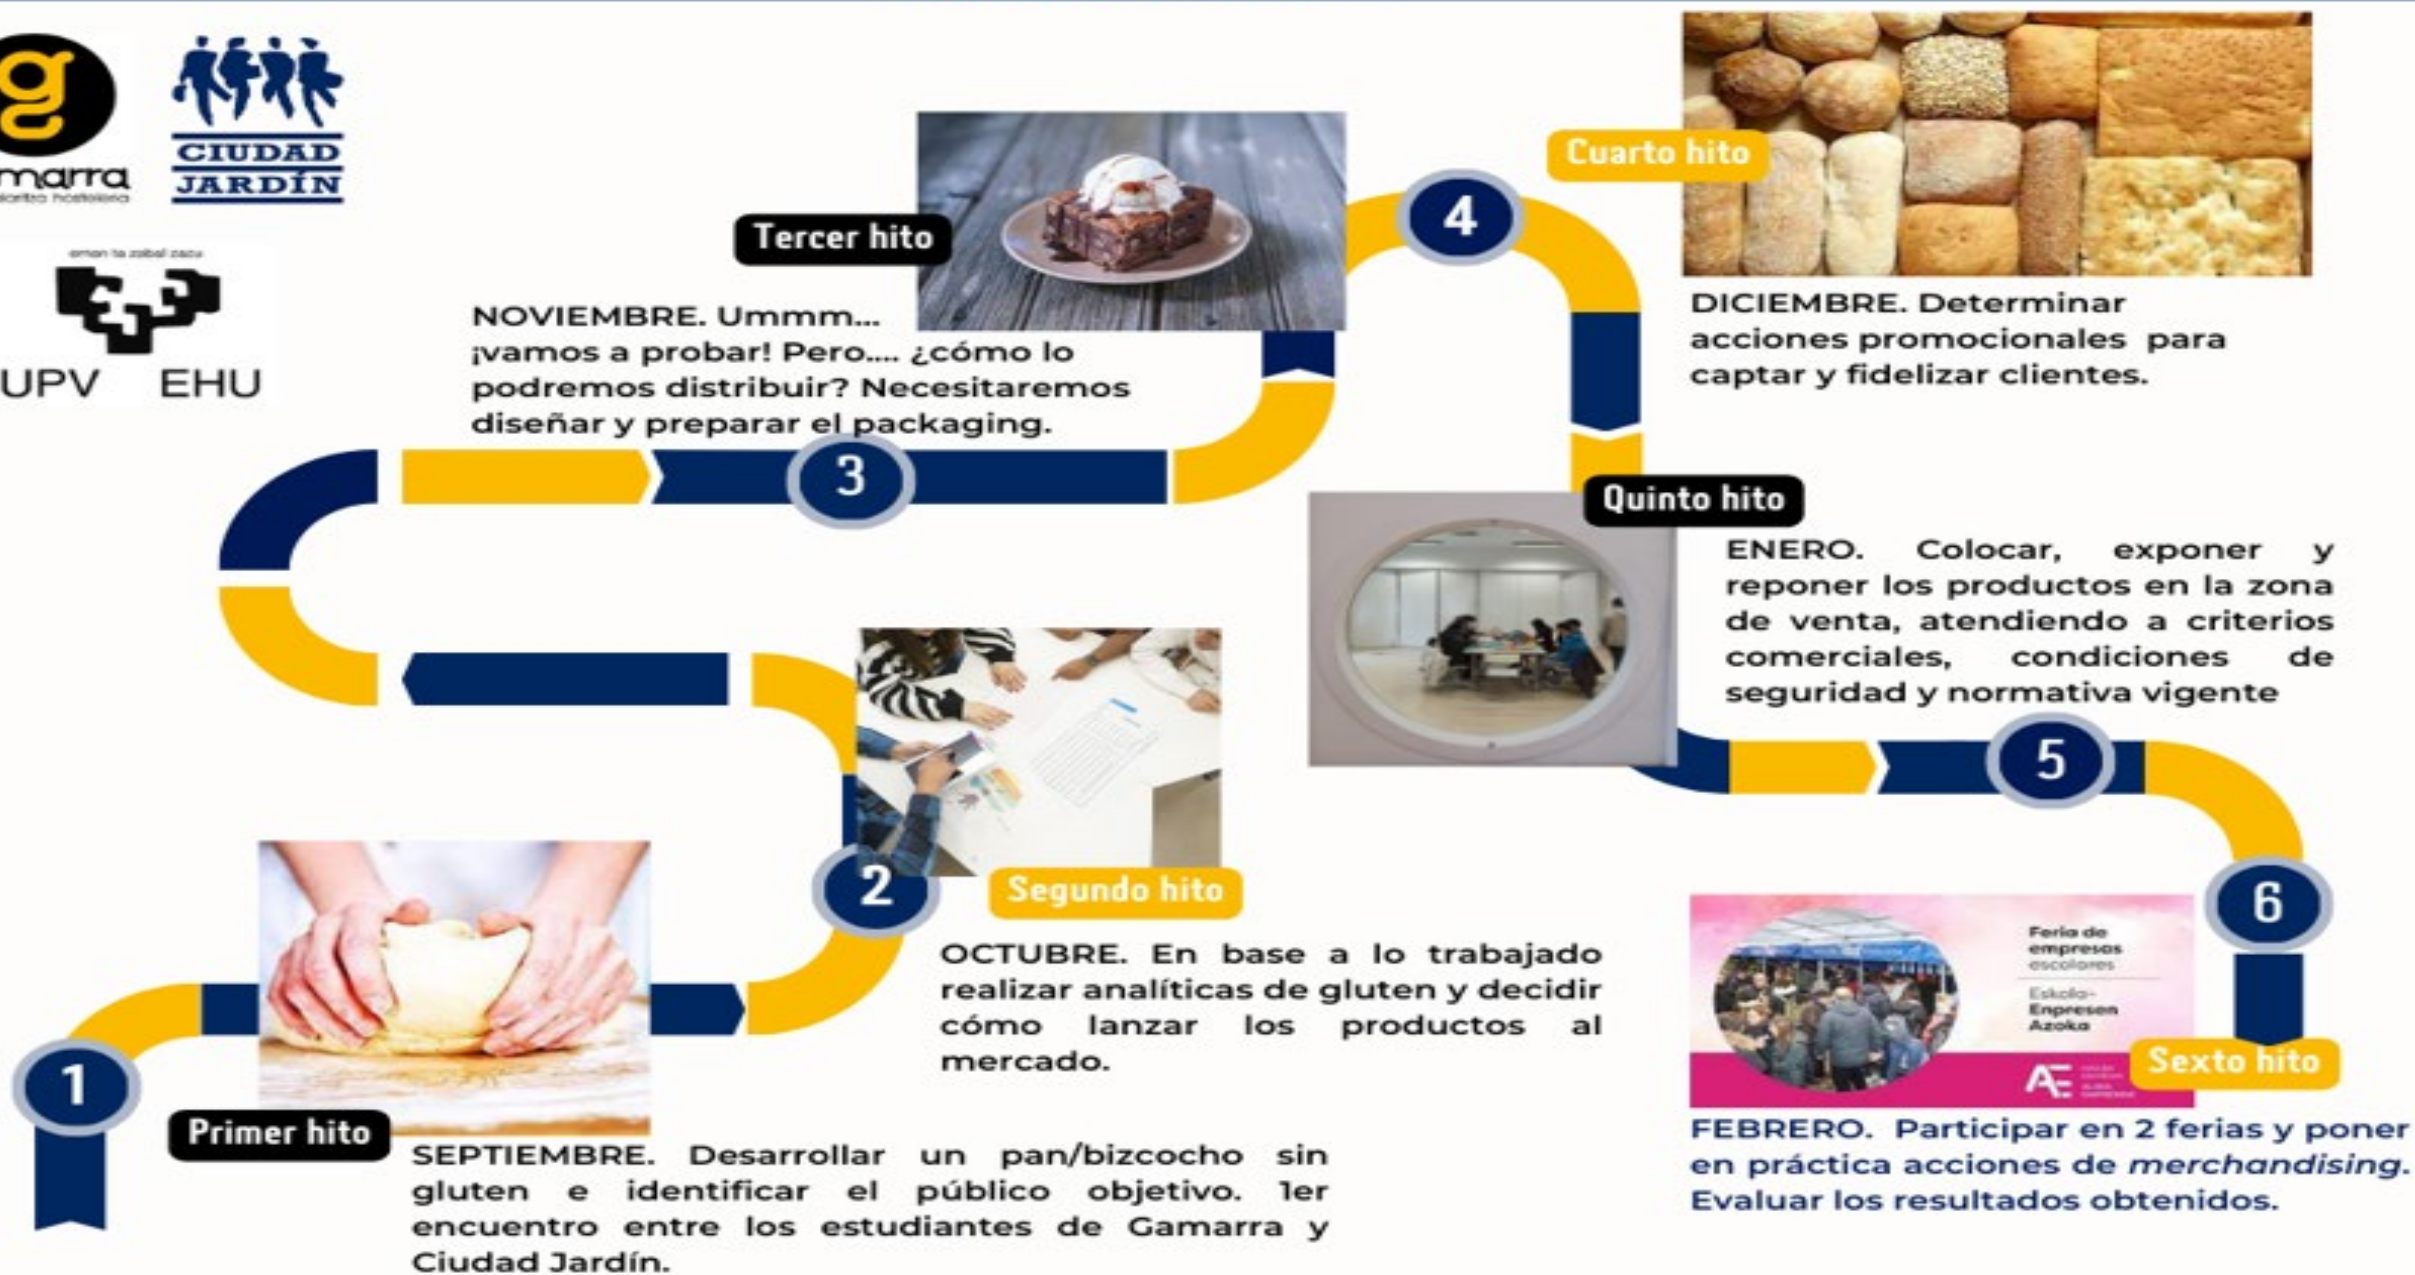 g
marra
CIUDAD
JARDÍN
eman ta zabal zazu
UPV EHU
1
Primer hito
SEPTIEMBRE. Desarrollar un pan/bizcocho sin
gluten e identificar el público objetivo. 1er
encuentro entre los estudiantes de Gamarra y
Ciudad Jardín.
2
Segundo hito
OCTUBRE. En base a lo trabajado
realizar analíticas de gluten y decidir
cómo lanzar los productos al
mercado.
Tercer hito
NOVIEMBRE. Ummm...
¡vamos a probar! Pero.... ¿cómo lo
podremos distribuir? Necesitaremos
diseñar y preparar el packaging.
3
4
Cuarto hito
DICIEMBRE. Determinar
acciones promocionales para
captar y fidelizar clientes.
Quinto hito
ENERO. Colocar, exponer y
reponer los productos en la zona
de venta, atendiendo a criterios
comerciales, condiciones de
seguridad y normativa vigente
5
6
Feria de
empresas
escolares
Eskola-
Enpresen
Azoka
AE
Sexto hito
FEBRERO. Participar en 2 ferias y poner
en práctica acciones de merchandising.
Evaluar los resultados obtenidos.